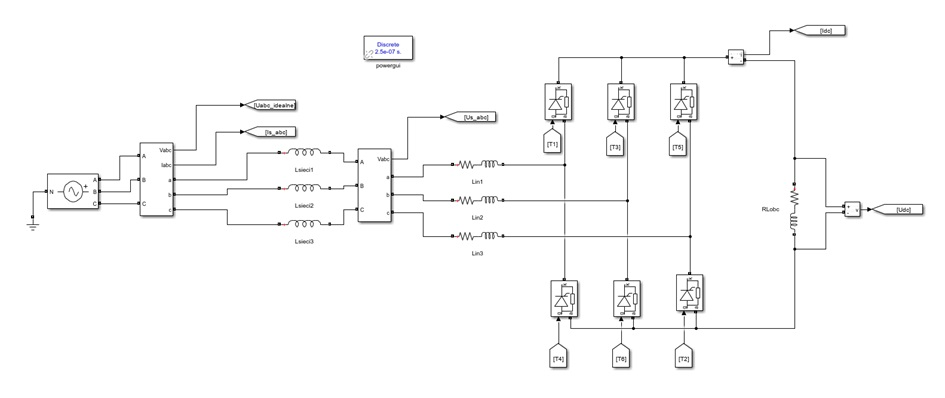 [Idc]
Discrete
2.5e-07 s.
powergui
[Uabc_idealne]
[Is_abc]
[Us_abc]
Vabc
Iabc
A
a
B
b
C
c
N
A
B
C
Lsieci1
Lsieci2
Lsieci3
Vabc
A
a
B
b
C
c
Lin1
Lin2
Lin3
[T1]
[T3]
[T5]
RLobc
v
[Udc]
[T4]
[T6]
[T2]